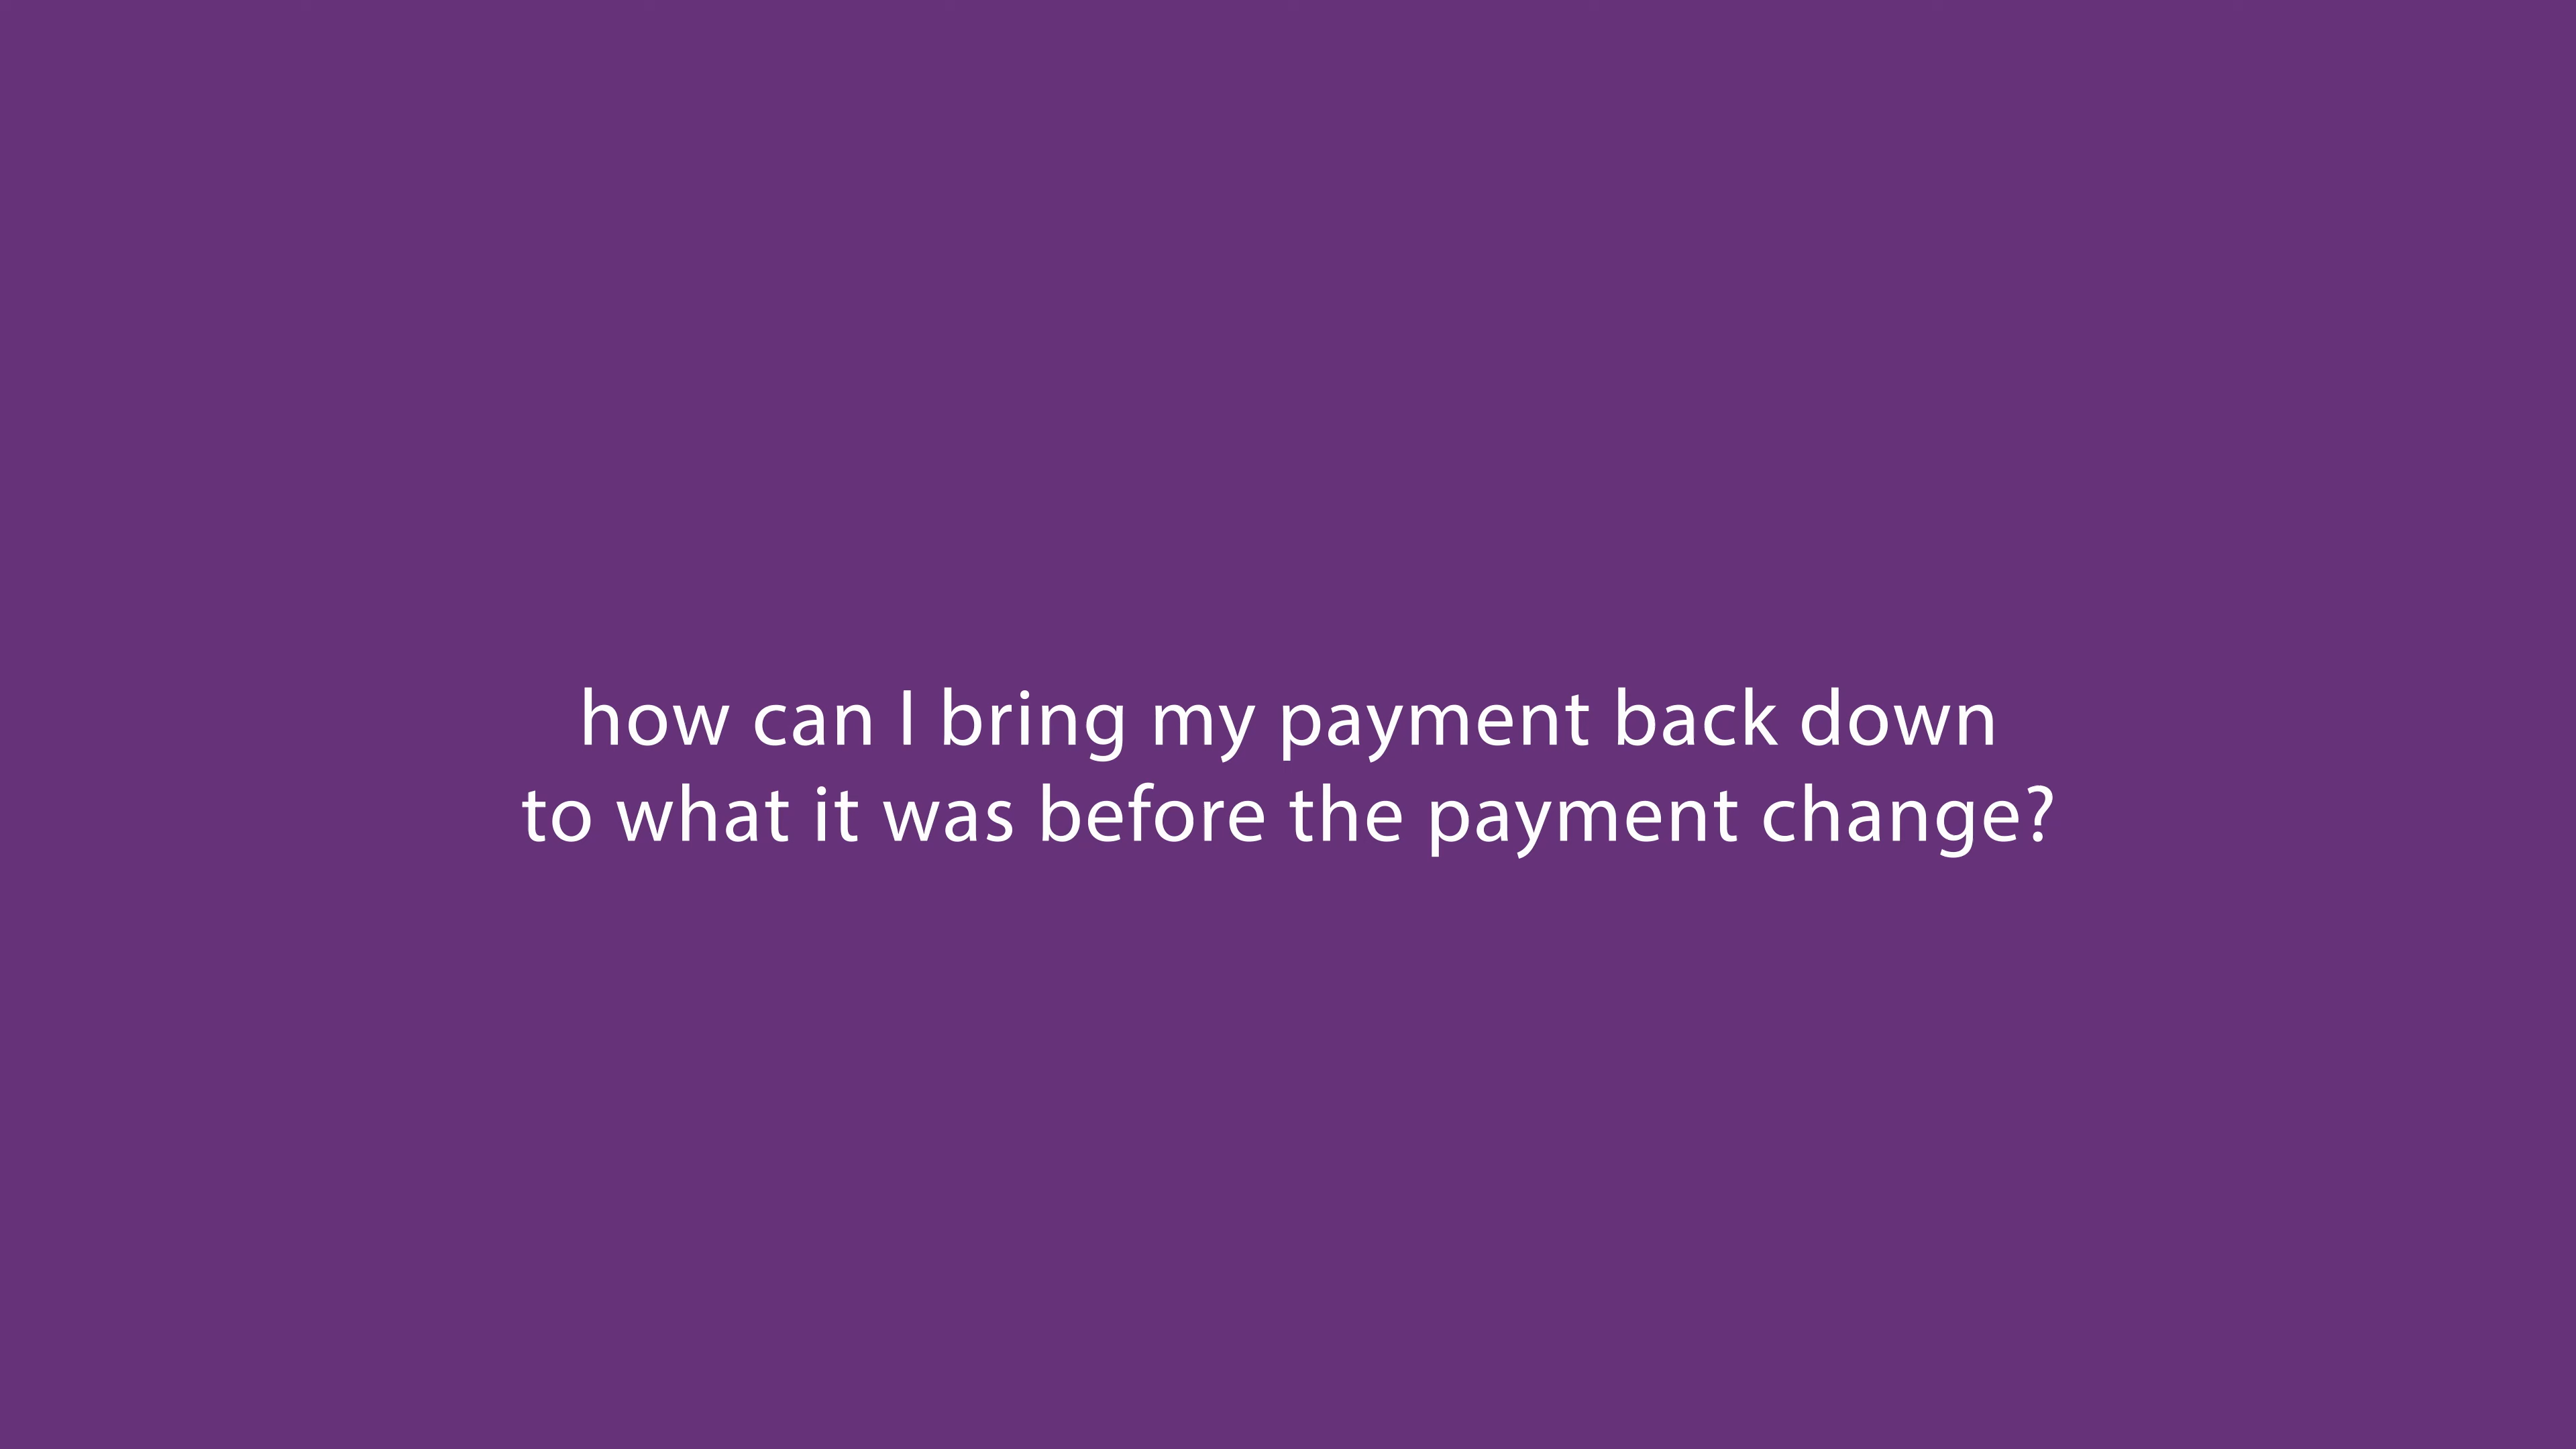 how can I bring my payment back down
to what it was before the payment change?